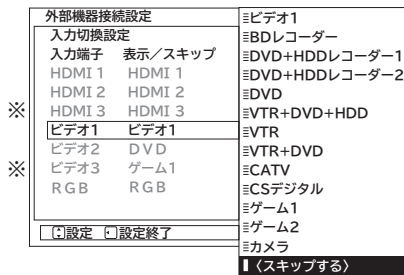 外部機器接続設定
入力切換設定
入力端子 表示／スキップ
HDMI 1 HDMI 1
HDMI 2 HDMI 2
※ HDMI 3 HDMI 3
ビデオ1 ビデオ1
ビデオ2 DVD
※ ビデオ3 ゲーム1
RGB RGB
設定 設定終了
ビデオ1
BDレコーダー
DVD+HDDレコーダー1
DVD+HDDレコーダー2
DVD
VTR+DVD+HDD
VTR
VTR+DVD
CATV
CSデジタル
ゲーム1
ゲーム2
カメラ
〈スキップする〉